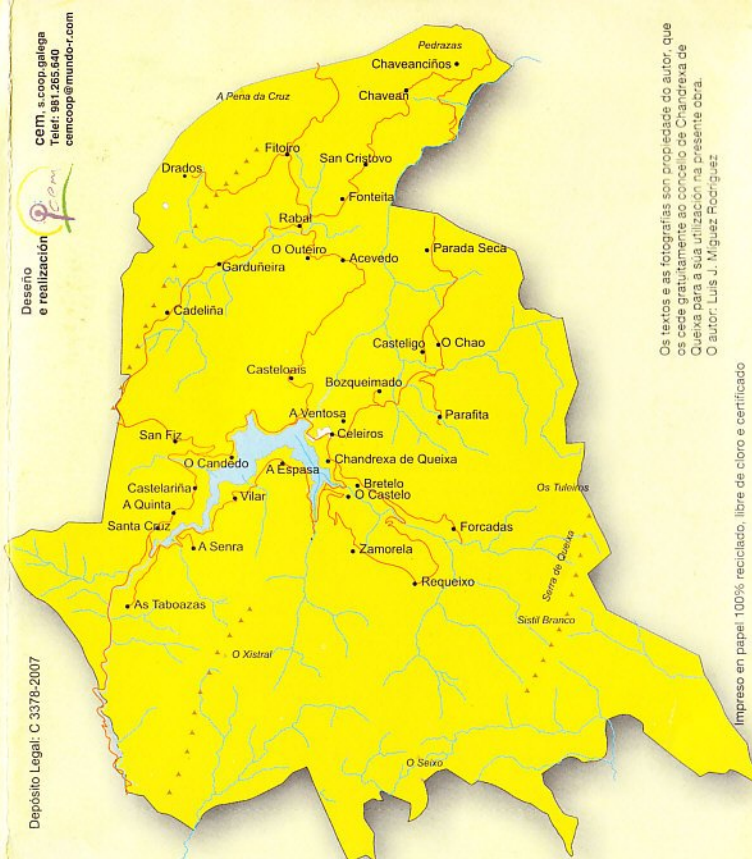 Deseño
e realización
cem
cem, s.coop.galega
Telef: 981.265.640
cemcoop@mundo-r.com
Depósito Legal: C 3378-2007
Pedrazas
Chaveanciños
Chavean
A Pena da Cruz
Fitoiro
San Cristovo
Drados
Fonteita
Rabal
O Outeiro
Acevedo
Parada Seca
Garduñeira
Cadeliña
Casteligo
O Chao
Casteloais
Bozqueimado
A Ventosa
Parafita
San Fiz
Celeiros
O Candedo
A Espasa
Chandrexa de Queixa
Castelariña
Vilar
Bretelo
O Castelo
Os Tuleiros
A Quinta
Santa Cruz
Forcadas
A Senra
Zamorela
Serra de Queixa
Requeixo
As Taboazas
Sistil Branco
O Xistral
O Seixo
Os textos e as fotografías son propiedade do autor, que
os cede gratuitamente ao concello de Chandrexa de
Queixa para a súa utilización na presente obra.
O autor: Luis J. Míguez Rodríguez
Impreso en papel 100% reciclado, libre de cloro e certificado